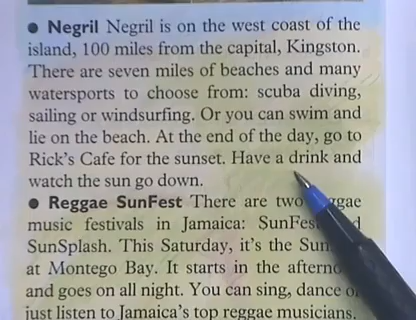 ● Negril Negril is on the west coast of the
island, 100 miles from the capital, Kingston.
There are seven miles of beaches and many
watersports to choose from: scuba diving,
sailing or windsurfing. Or you can swim and
lie on the beach. At the end of the day, go to
Rick's Cafe for the sunset. Have a drink and
watch the sun go down.
● Reggae SunFest There are two
music festivals in Jamaica:
SunSplash. This Saturday, it's the
at Montego Bay. It starts in the
and goes on all night. You can sing, dance
just listen to Jamaica's top reggae musicians.